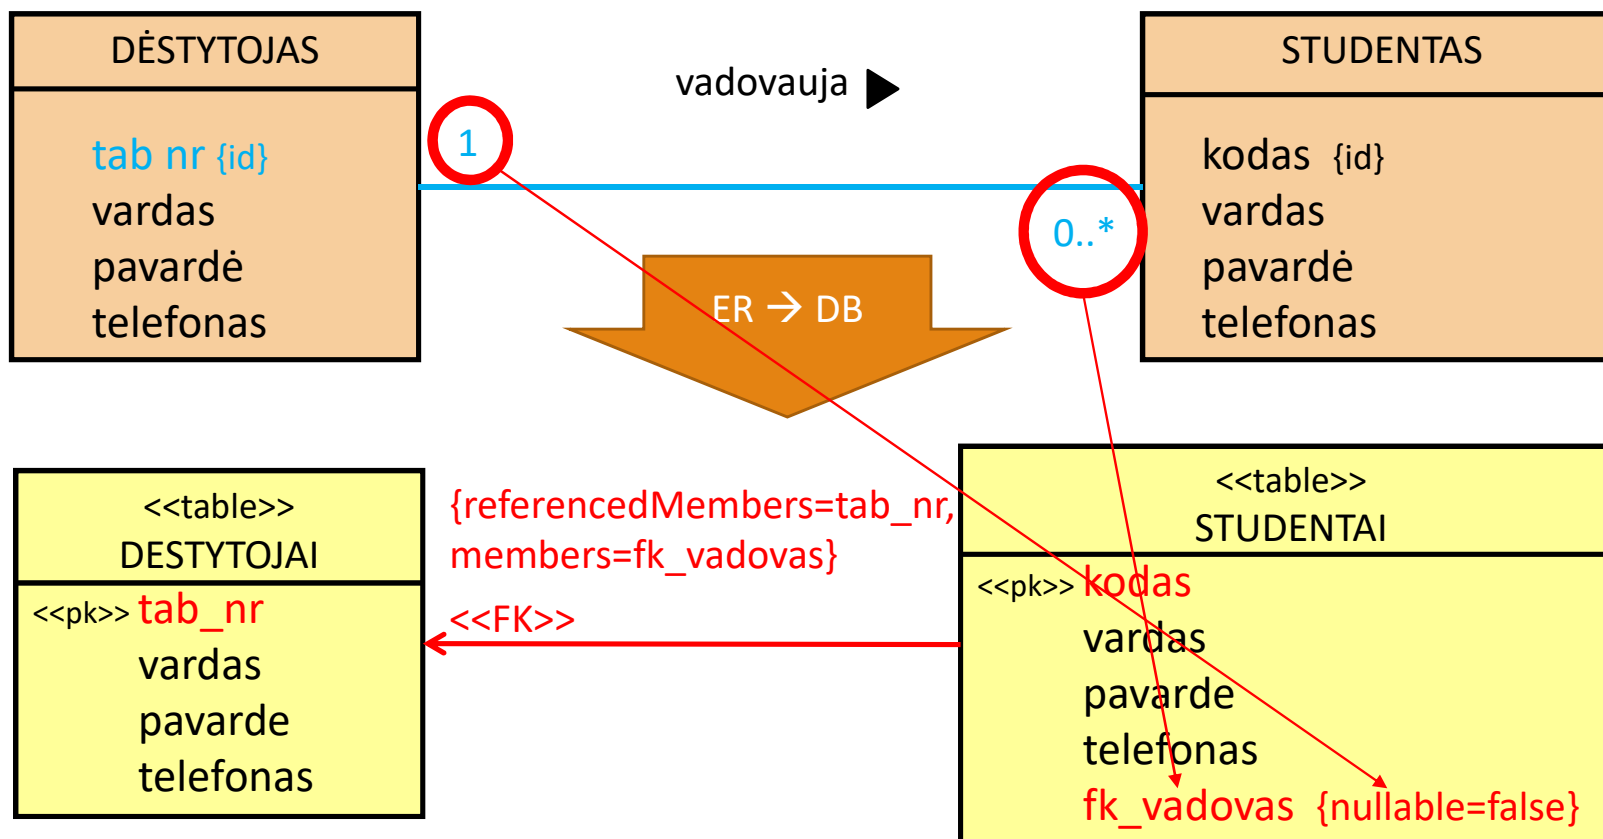 DĖSTYTOJAS
tab nr {id}
vardas
pavardė
telefonas
vadovauja
1
0..*
STUDENTAS
kodas {id}
vardas
pavardė
telefonas
ER → DB
<<table>>
DESTYTOJAI
<<pk>> tab_nr
vardas
pavarde
telefonas
{referencedMembers=tab_nr,
members=fk_vadovas}
<<FK>>
<<table>>
STUDENTAI
<<pk>> kodas
vardas
pavarde
telefonas
fk_vadovas {nullable=false}